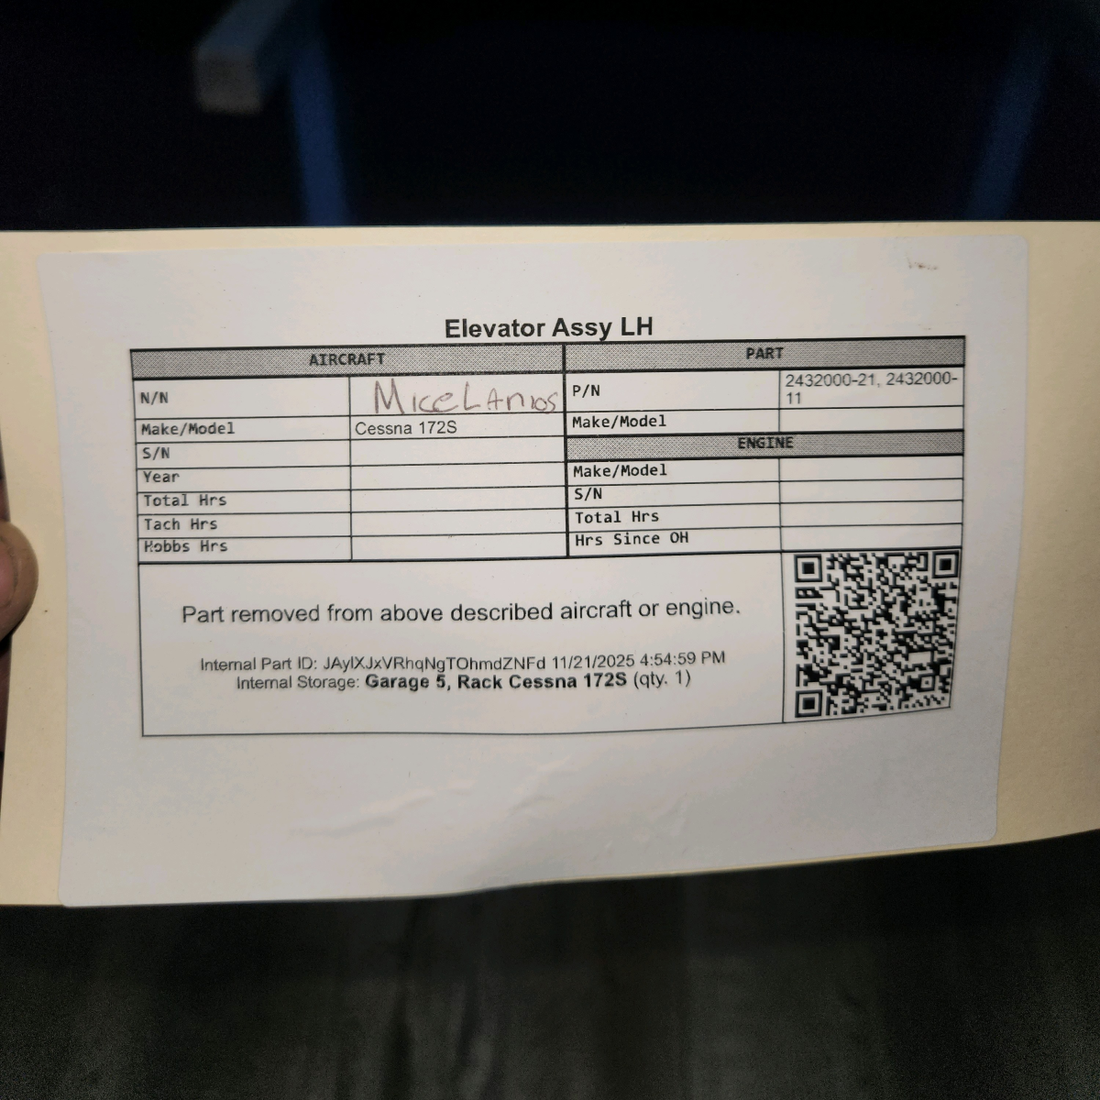 Elevator Assy LH
AIRCRAFT
PART
N/N MiceLAnios
P/N 2432000-21, 2432000-
11
Make/Model Cessna 172S
Make/Model
S/N
ENGINE
Year
Make/Model
Total Hrs
S/N
Tach Hrs
Total Hrs
Hobbs Hrs
Hrs Since OH
Part removed from above described aircraft or engine.
Internal Part ID: JAylXJxVRhqNgTOhmdZNFd 11/21/2025 4:54:59 PM
Internal Storage: Garage 5, Rack Cessna 172S (qty. 1)